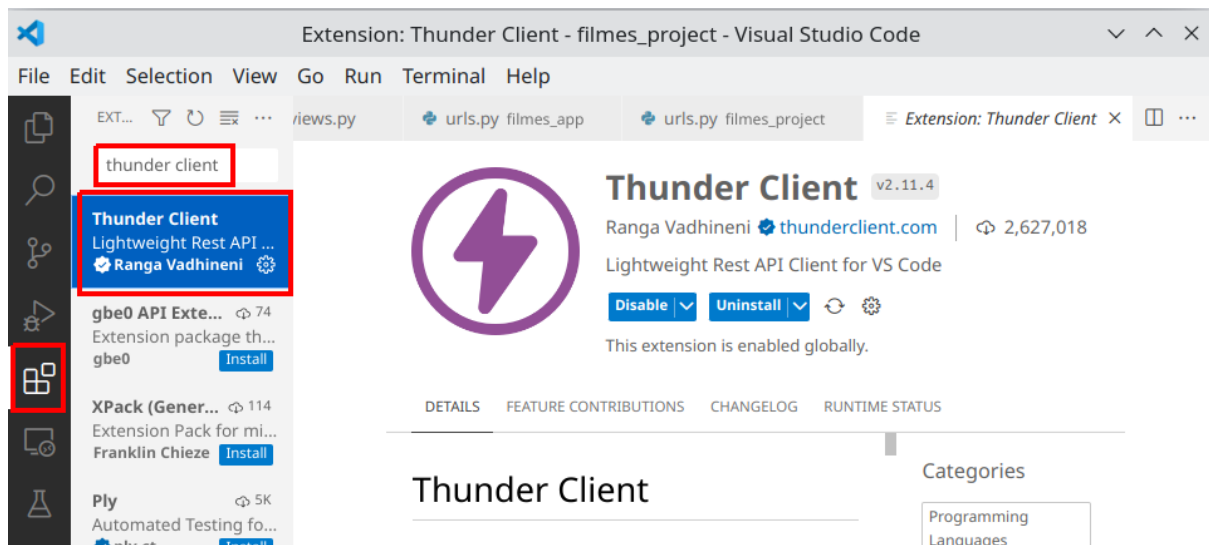 Extension: Thunder Client - filmes_project - Visual Studio Code
File Edit Selection View Go Run Terminal Help
EXT...
views.py
urls.py filmes_app
urls.py filmes_project
Extension: Thunder Client
thunder client
Thunder Client
Lightweight Rest API ...
Ranga Vadhineni
gbe0 API Exte... 74
Extension package th...
gbe0 Install
XPack (Gener... 114
Extension Pack for mi...
Franklin Chieze Install
Ply 5K
Automated Testing fo...
ply-ct Install
Thunder Client v2.11.4
Ranga Vadhineni thunderclient.com 2,627,018
Lightweight Rest API Client for VS Code
Disable Uninstall
This extension is enabled globally.
DETAILS FEATURE CONTRIBUTIONS CHANGELOG RUNTIME STATUS
Thunder Client
Categories
Programming
Languages